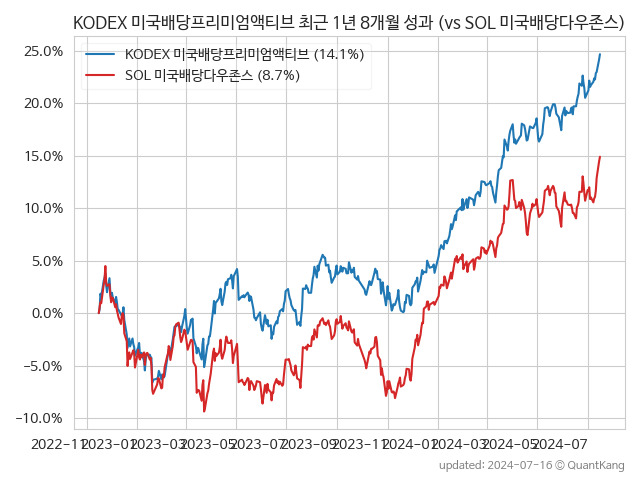 KODEX 미국배당프리미엄액티브 최근 1년 8개월 성과 (vs SOL 미국배당다우존스)
KODEX 미국배당프리미엄액티브 (14.1%)
SOL 미국배당다우존스 (8.7%)
25.0%
20.0%
15.0%
10.0%
5.0%
0.0%
−5.0%
−10.0%
2022-11 2023-01 2023-03 2023-05 2023-07 2023-09 2023-11 2024-01 2024-03 2024-05 2024-07
updated: 2024-07-16 © QuantKang